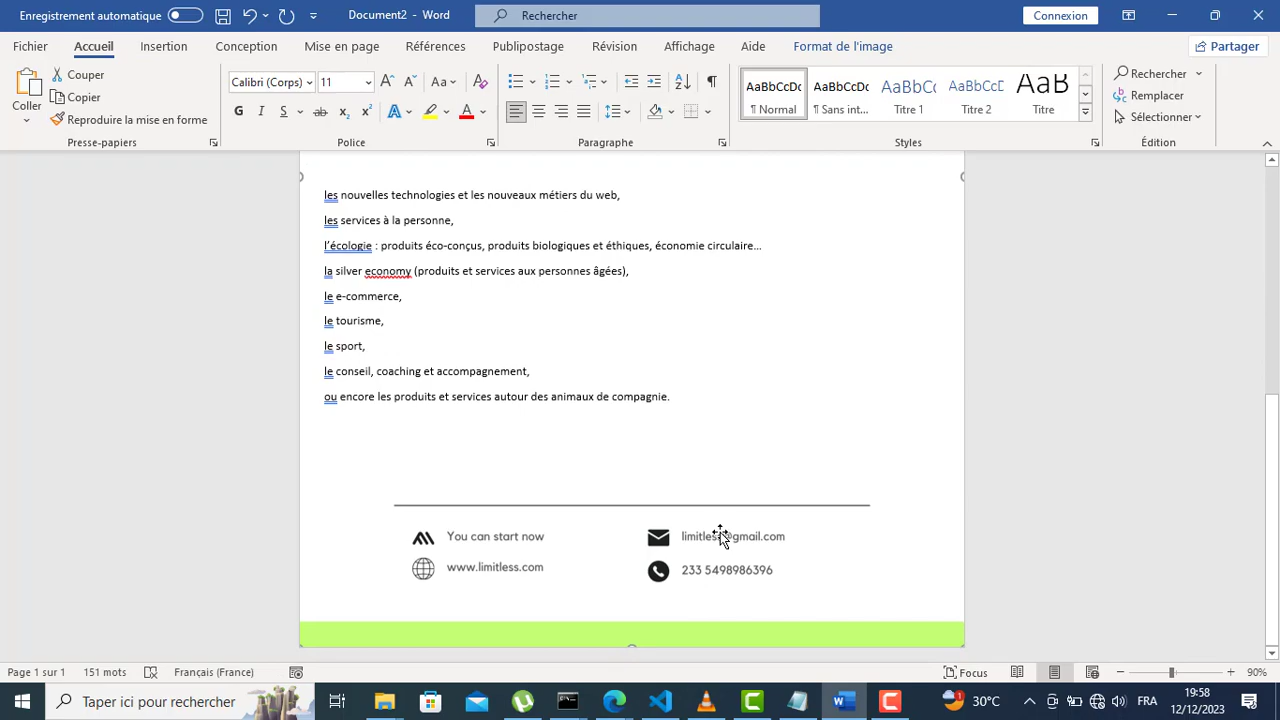 Enregistrement automatique
Document2 - Word
Rechercher
Connexion
Fichier Accueil Insertion Conception Mise en page Références Publipostage Révision Affichage Aide Format de l'image Partager
Coller
Couper
Copier
Reproduire la mise en forme
Calibri (Corps) 11
AaBbCcDc AaBbCcDc AaBbCc AaBbCcD AaB
¶ Normal ¶ Sans int... Titre 1 Titre 2 Titre
Rechercher
Remplacer
Sélectionner
Presse-papiers Police Paragraphe Styles Édition
les nouvelles technologies et les nouveaux métiers du web,
les services à la personne,
l'écologie : produits éco-conçus, produits biologiques et éthiques, économie circulaire...
la silver economy (produits et services aux personnes âgées),
le e-commerce,
le tourisme,
le sport,
le conseil, coaching et accompagnement,
ou encore les produits et services autour des animaux de compagnie.
You can start now
limitless@gmail.com
www.limitless.com
233 5498986396
Page 1 sur 1 151 mots Français (France) Focus 90%
Taper ici pour rechercher
30°C FRA
19:58
12/12/2023